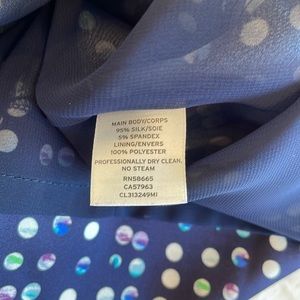 MAIN BODY/CORPS
95% SILK/SOIE
5% SPANDEX
LINING/ENVERS
100% POLYESTER
PROFESSIONALLY DRY CLEAN,
NO STEAM
RN58665
CA57963
CL313249MI